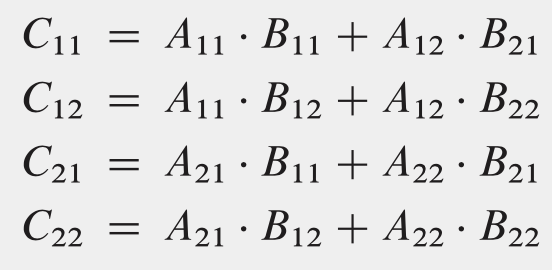 C₁₁ = A₁₁ · B₁₁ + A₁₂ · B₂₁
C₁₂ = A₁₁ · B₁₂ + A₁₂ · B₂₂
C₂₁ = A₂₁ · B₁₁ + A₂₂ · B₂₁
C₂₂ = A₂₁ · B₁₂ + A₂₂ · B₂₂